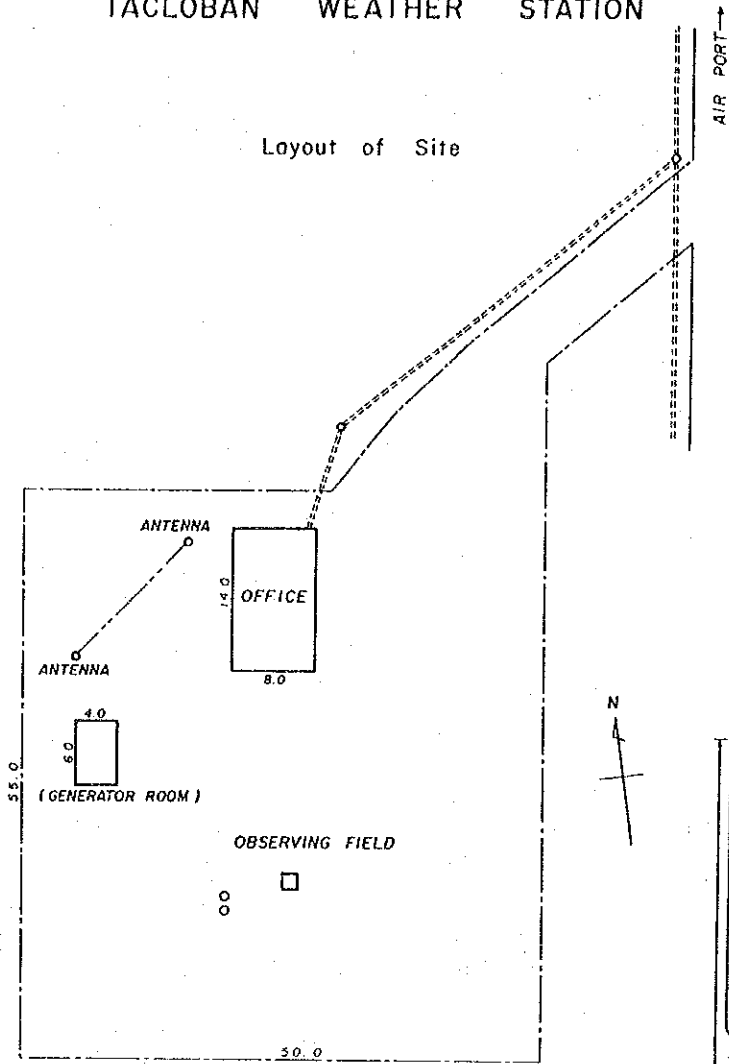 TACLOBAN WEATHER STATION
AIR PORT→
Layout of Site
ANTENNA
14.0
OFFICE
ANTENNA
8.0
4.0
6.0
N
55.0
(GENERATOR ROOM)
OBSERVING FIELD
50.0